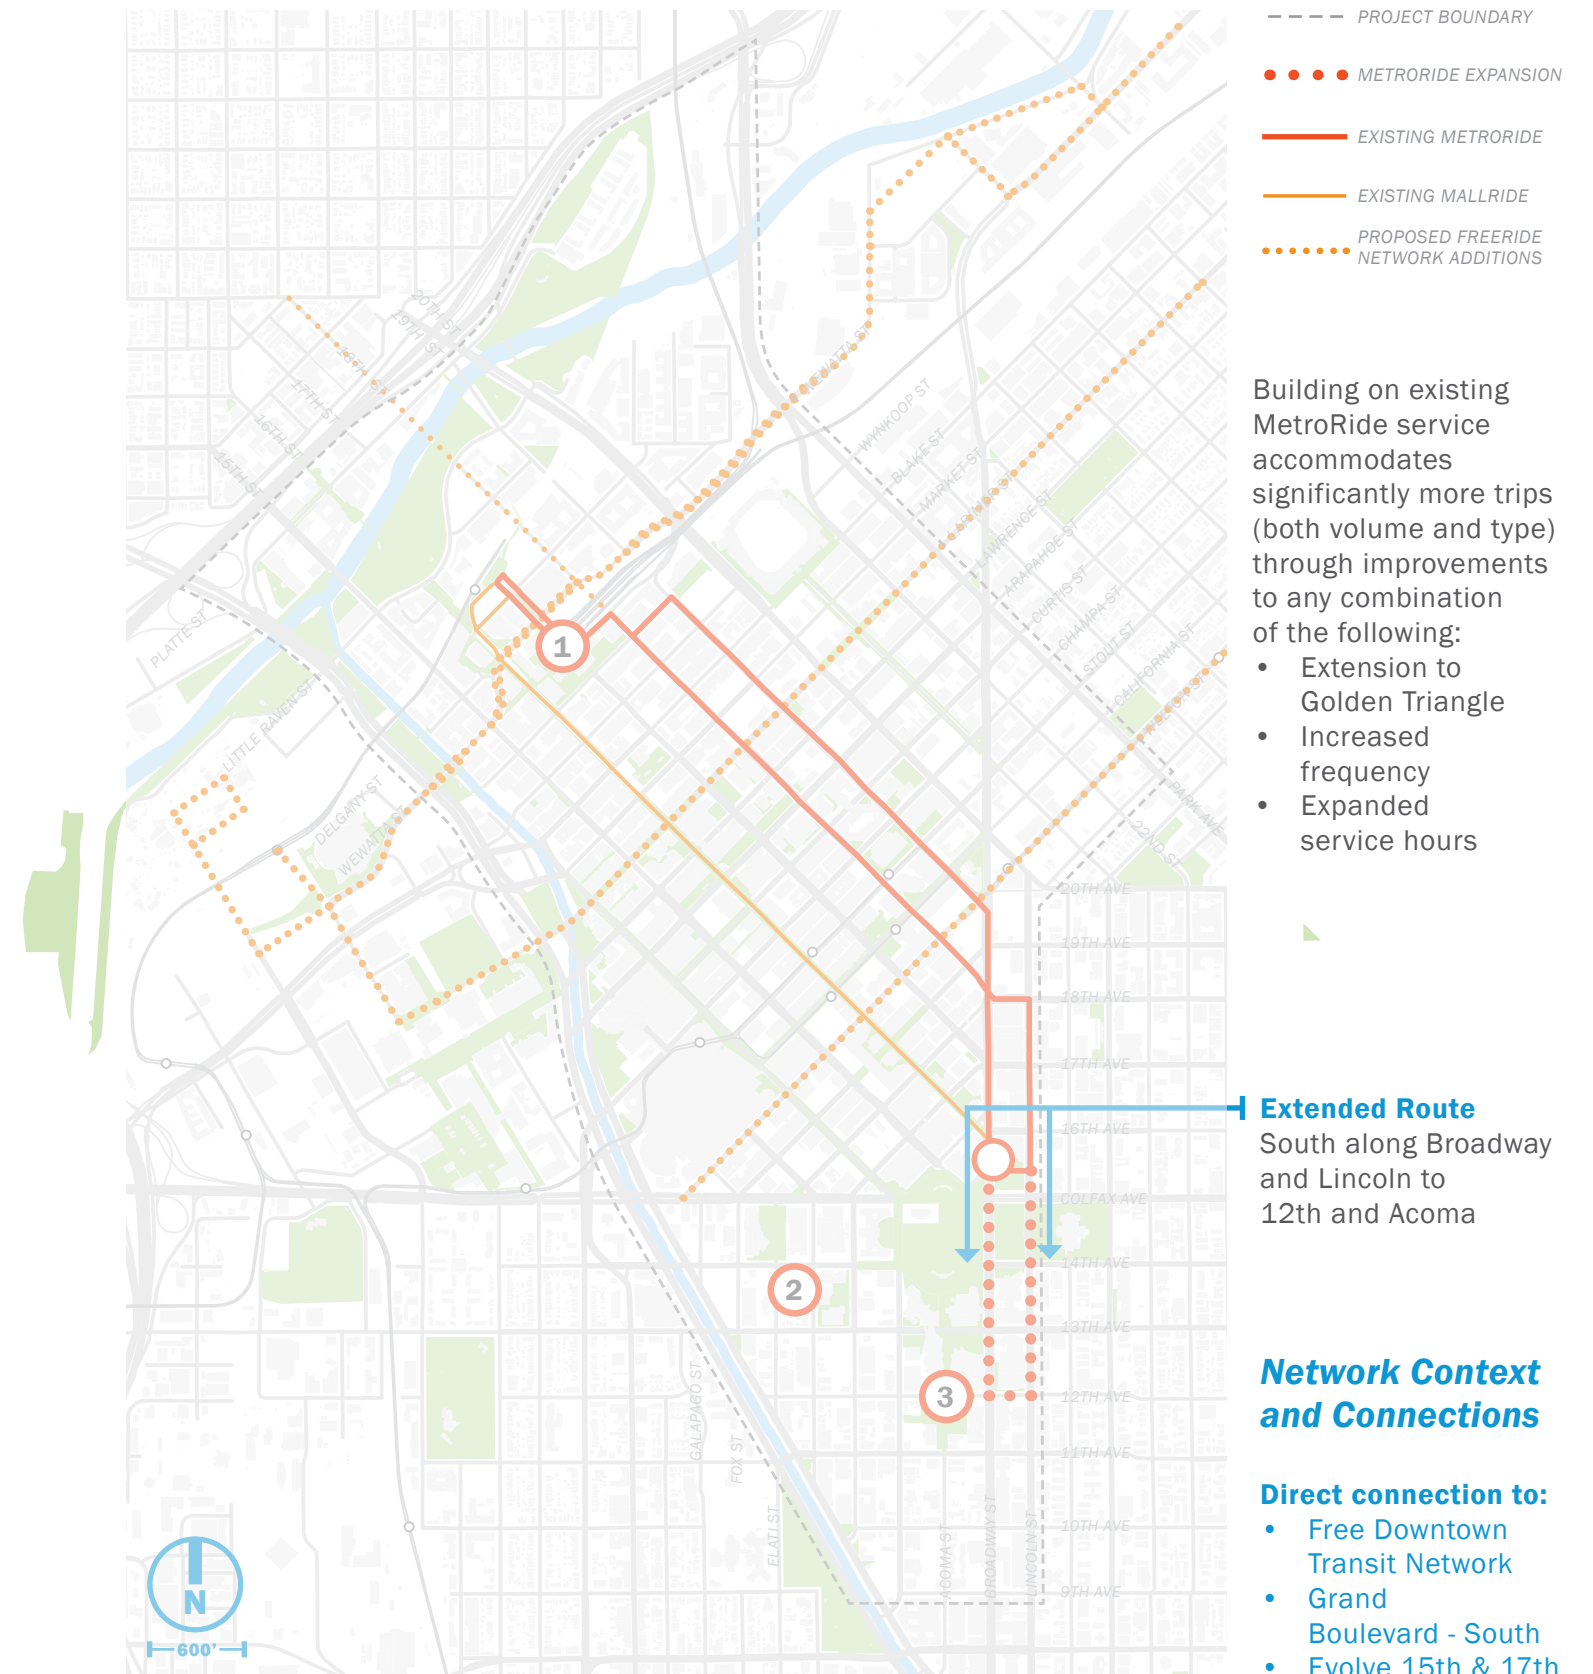 PROJECT BOUNDARY
METRORIDE EXPANSION
EXISTING METRORIDE
EXISTING MALLRIDE
PROPOSED FREERIDE
NETWORK ADDITIONS
Building on existing
MetroRide service
accommodates
significantly more trips
(both volume and type)
through improvements
to any combination
of the following:
• Extension to
Golden Triangle
• Increased
frequency
• Expanded
service hours
Extended Route
South along Broadway
and Lincoln to
12th and Acoma
Network Context
and Connections
Direct connection to:
• Free Downtown
Transit Network
• Grand
Boulevard - South
• Evolve 15th & 17th
20TH ST
19TH ST
18TH ST
17TH ST
16TH ST
15TH ST
PLATTE ST
LITTLE RAVEN ST
DELGANY ST
WEWATTA ST
WEWATTA ST
WYNKOOP ST
BLAKE ST
MARKET ST
LARIMER ST
LAWRENCE ST
ARAPAHOE ST
CURTIS ST
CHAMPA ST
STOUT ST
CALIFORNIA ST
WELTON ST
PARK AVE
22ND ST
20TH AVE
19TH AVE
18TH AVE
17TH AVE
16TH AVE
COLFAX AVE
14TH AVE
13TH AVE
12TH AVE
11TH AVE
10TH AVE
9TH AVE
GALAPAGO ST
FOX ST
ELATI ST
ACOMA ST
BROADWAY ST
LINCOLN ST
1
2
3
N
600'